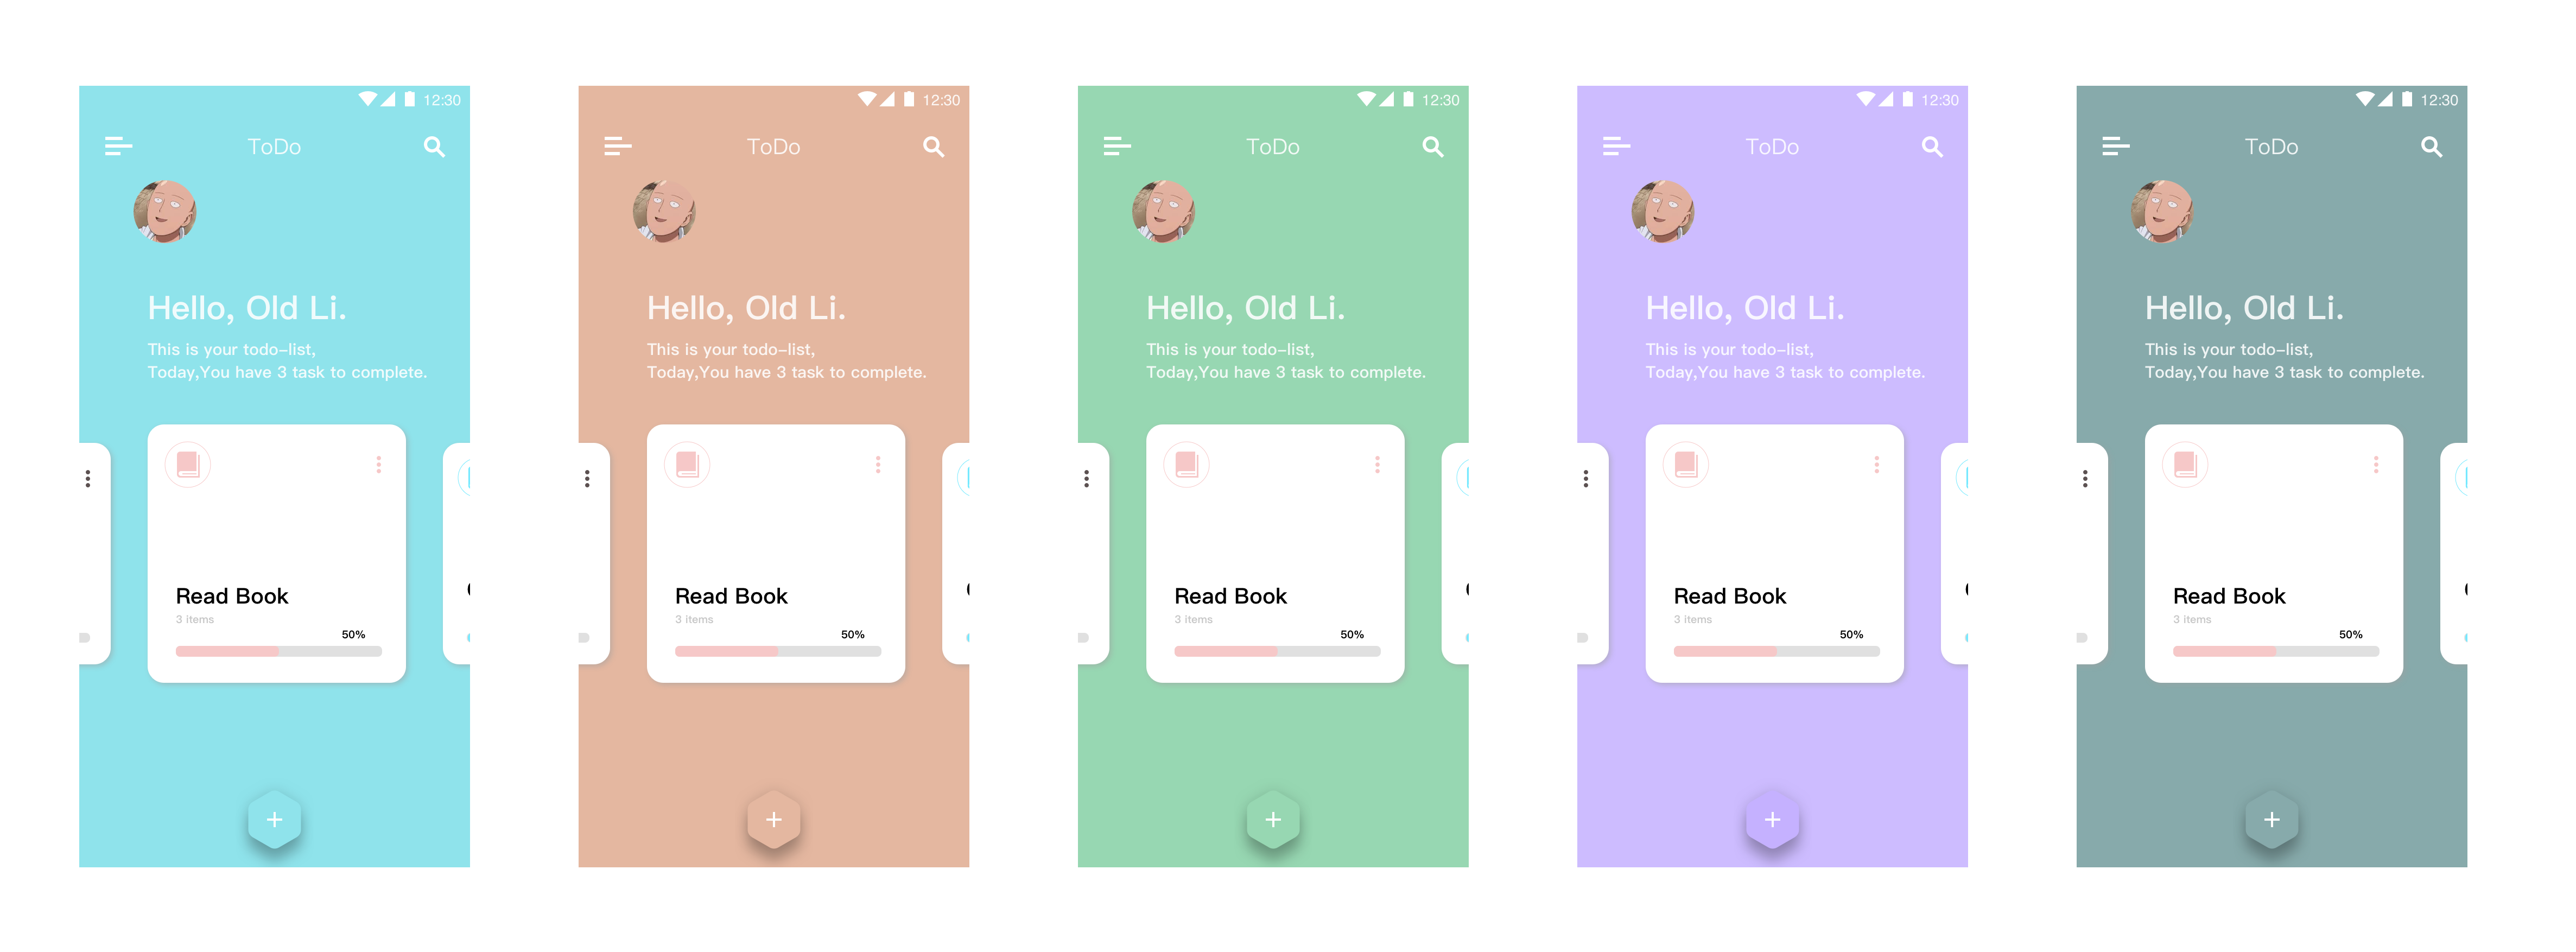 12:30
ToDo
Hello, Old Li.
This is your todo-list,
Today,You have 3 task to complete.
Read Book
3 items
50%
12:30
ToDo
Hello, Old Li.
This is your todo-list,
Today,You have 3 task to complete.
Read Book
3 items
50%
12:30
ToDo
Hello, Old Li.
This is your todo-list,
Today,You have 3 task to complete.
Read Book
3 items
50%
12:30
ToDo
Hello, Old Li.
This is your todo-list,
Today,You have 3 task to complete.
Read Book
3 items
50%
12:30
ToDo
Hello, Old Li.
This is your todo-list,
Today,You have 3 task to complete.
Read Book
3 items
50%